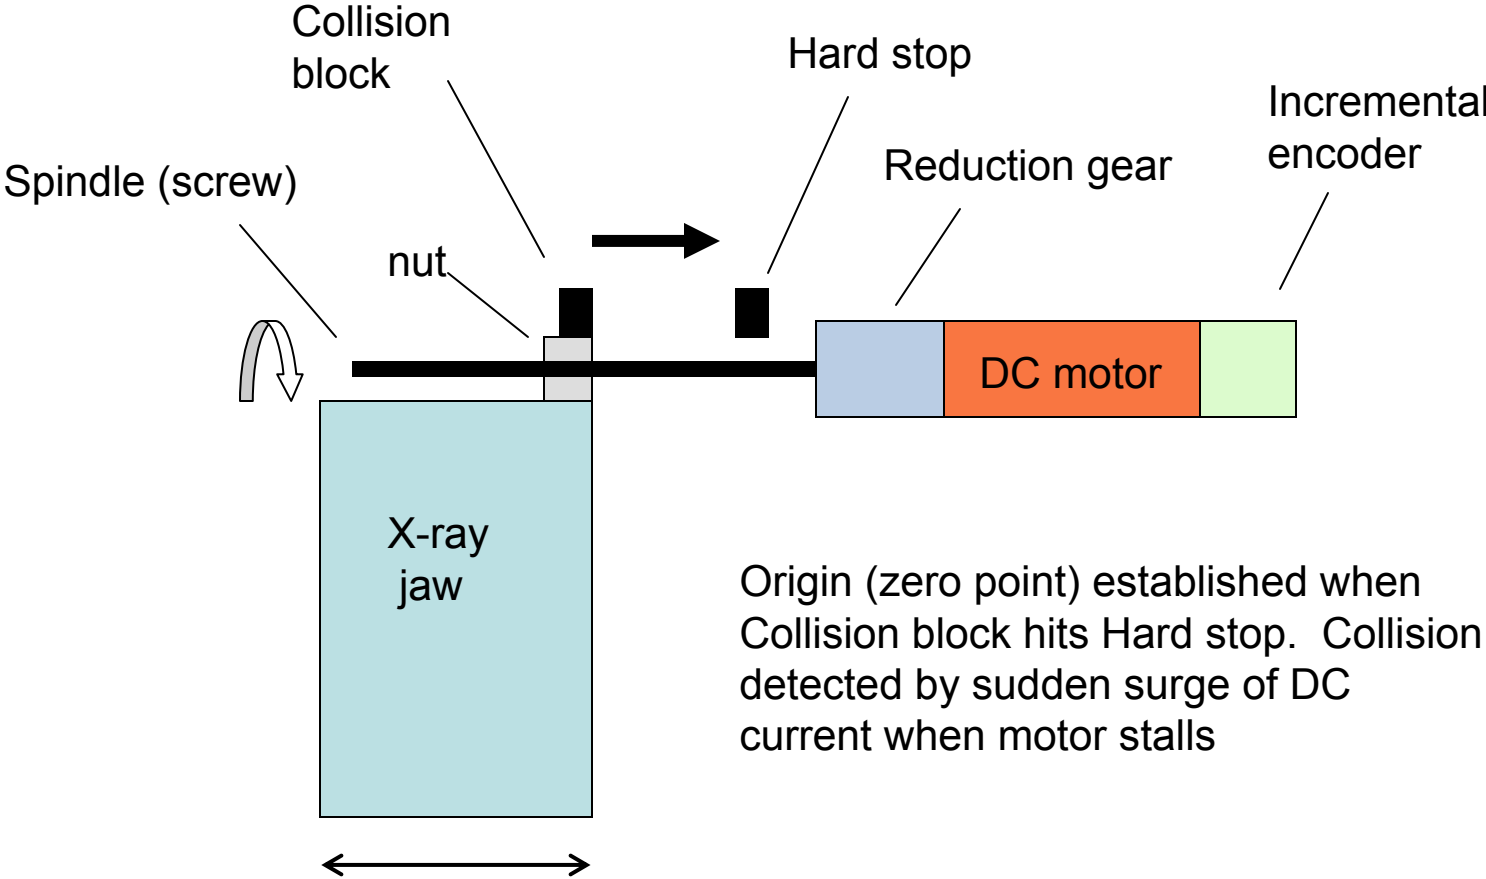 Collision
block
Hard stop
Incremental
encoder
Reduction gear
Spindle (screw)
nut
DC motor
X-ray
jaw
Origin (zero point) established when
Collision block hits Hard stop.  Collision
detected by sudden surge of DC
current when motor stalls